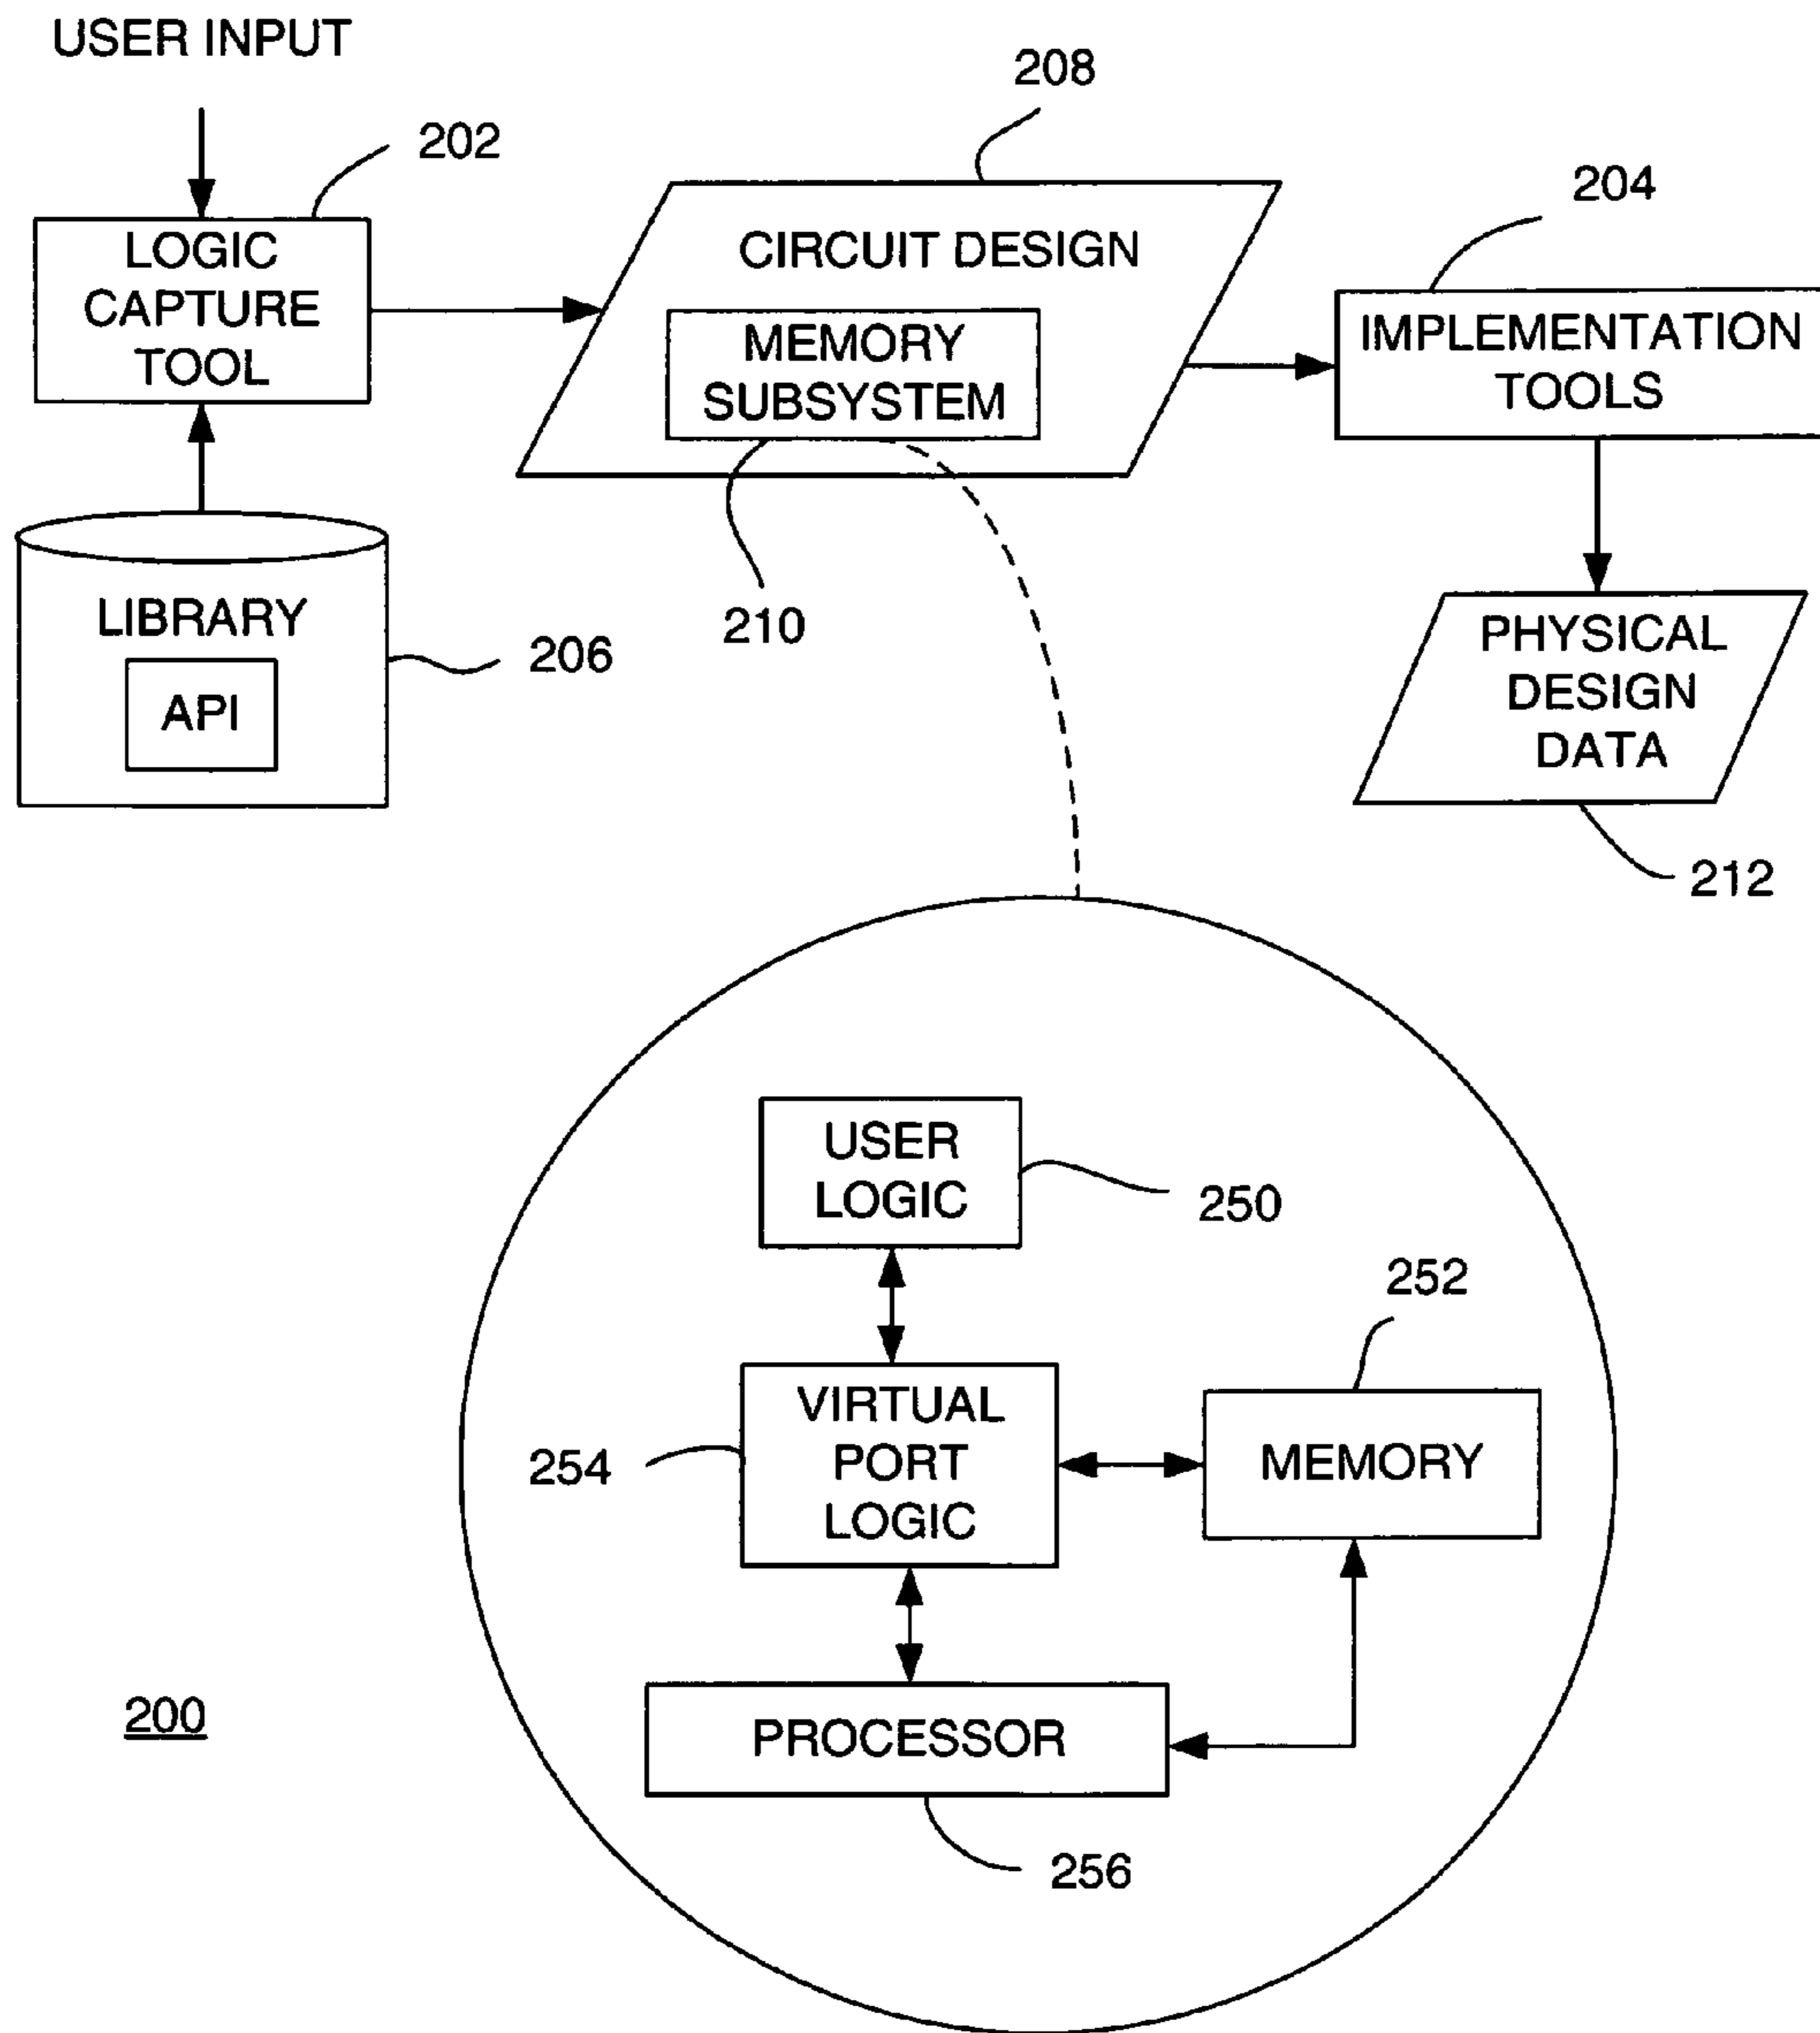 USER INPUT
202
LOGIC
CAPTURE
TOOL
208
CIRCUIT DESIGN
MEMORY
SUBSYSTEM
204
IMPLEMENTATION
TOOLS
LIBRARY
API
206
210
PHYSICAL
DESIGN
DATA
212
USER
LOGIC
250
252
VIRTUAL
PORT
LOGIC
254
MEMORY
PROCESSOR
256
200